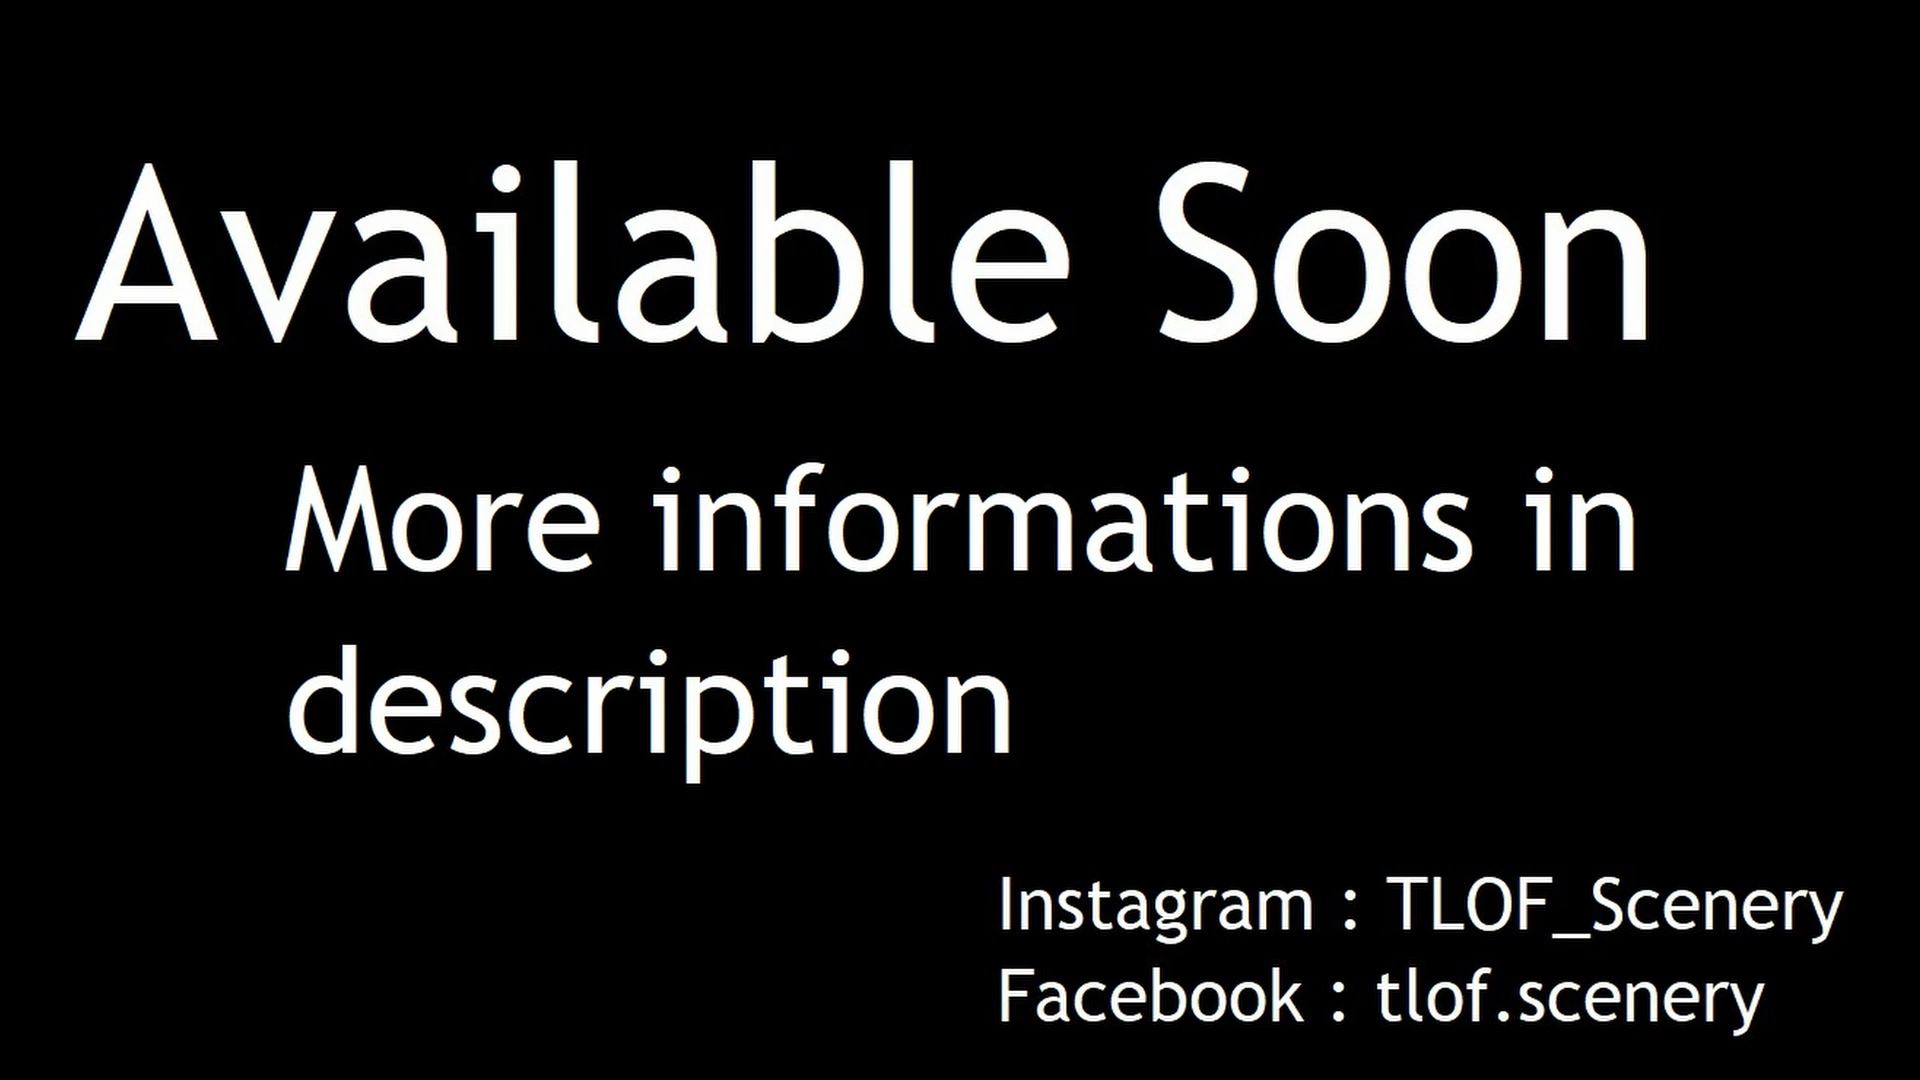 Available Soon
More informations in
description
Instagram : TLOF_Scenery
Facebook : tlof.scenery